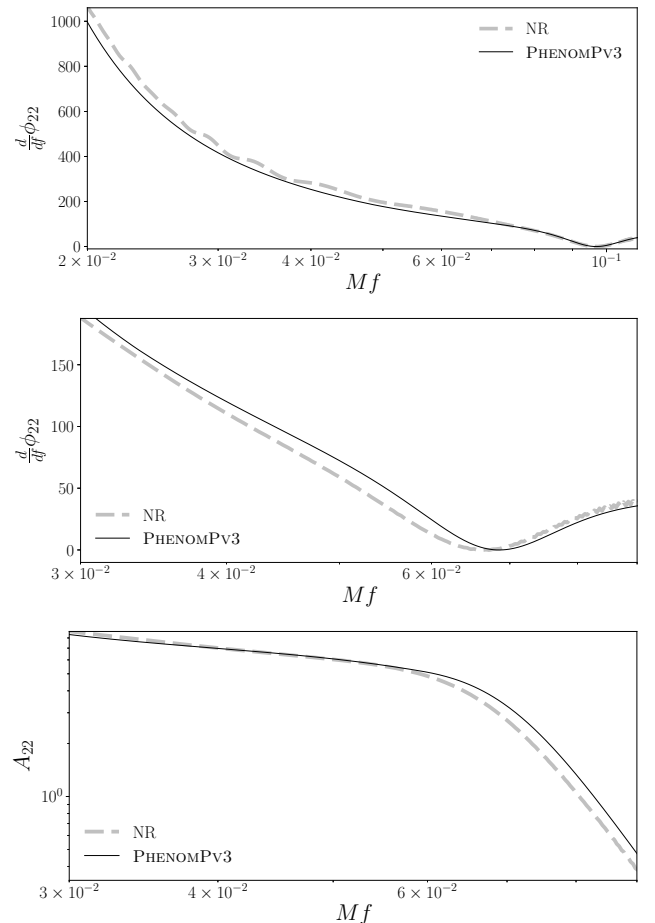 1000
800
600
400
200
0
d/df ϕ22
NR
PHENOMPV3
2 × 10−2
3 × 10−2
4 × 10−2
6 × 10−2
10−1
Mf
150
100
50
0
d/df ϕ22
NR
PHENOMPV3
3 × 10−2
4 × 10−2
6 × 10−2
Mf
A22
100
NR
PHENOMPV3
3 × 10−2
4 × 10−2
6 × 10−2
Mf